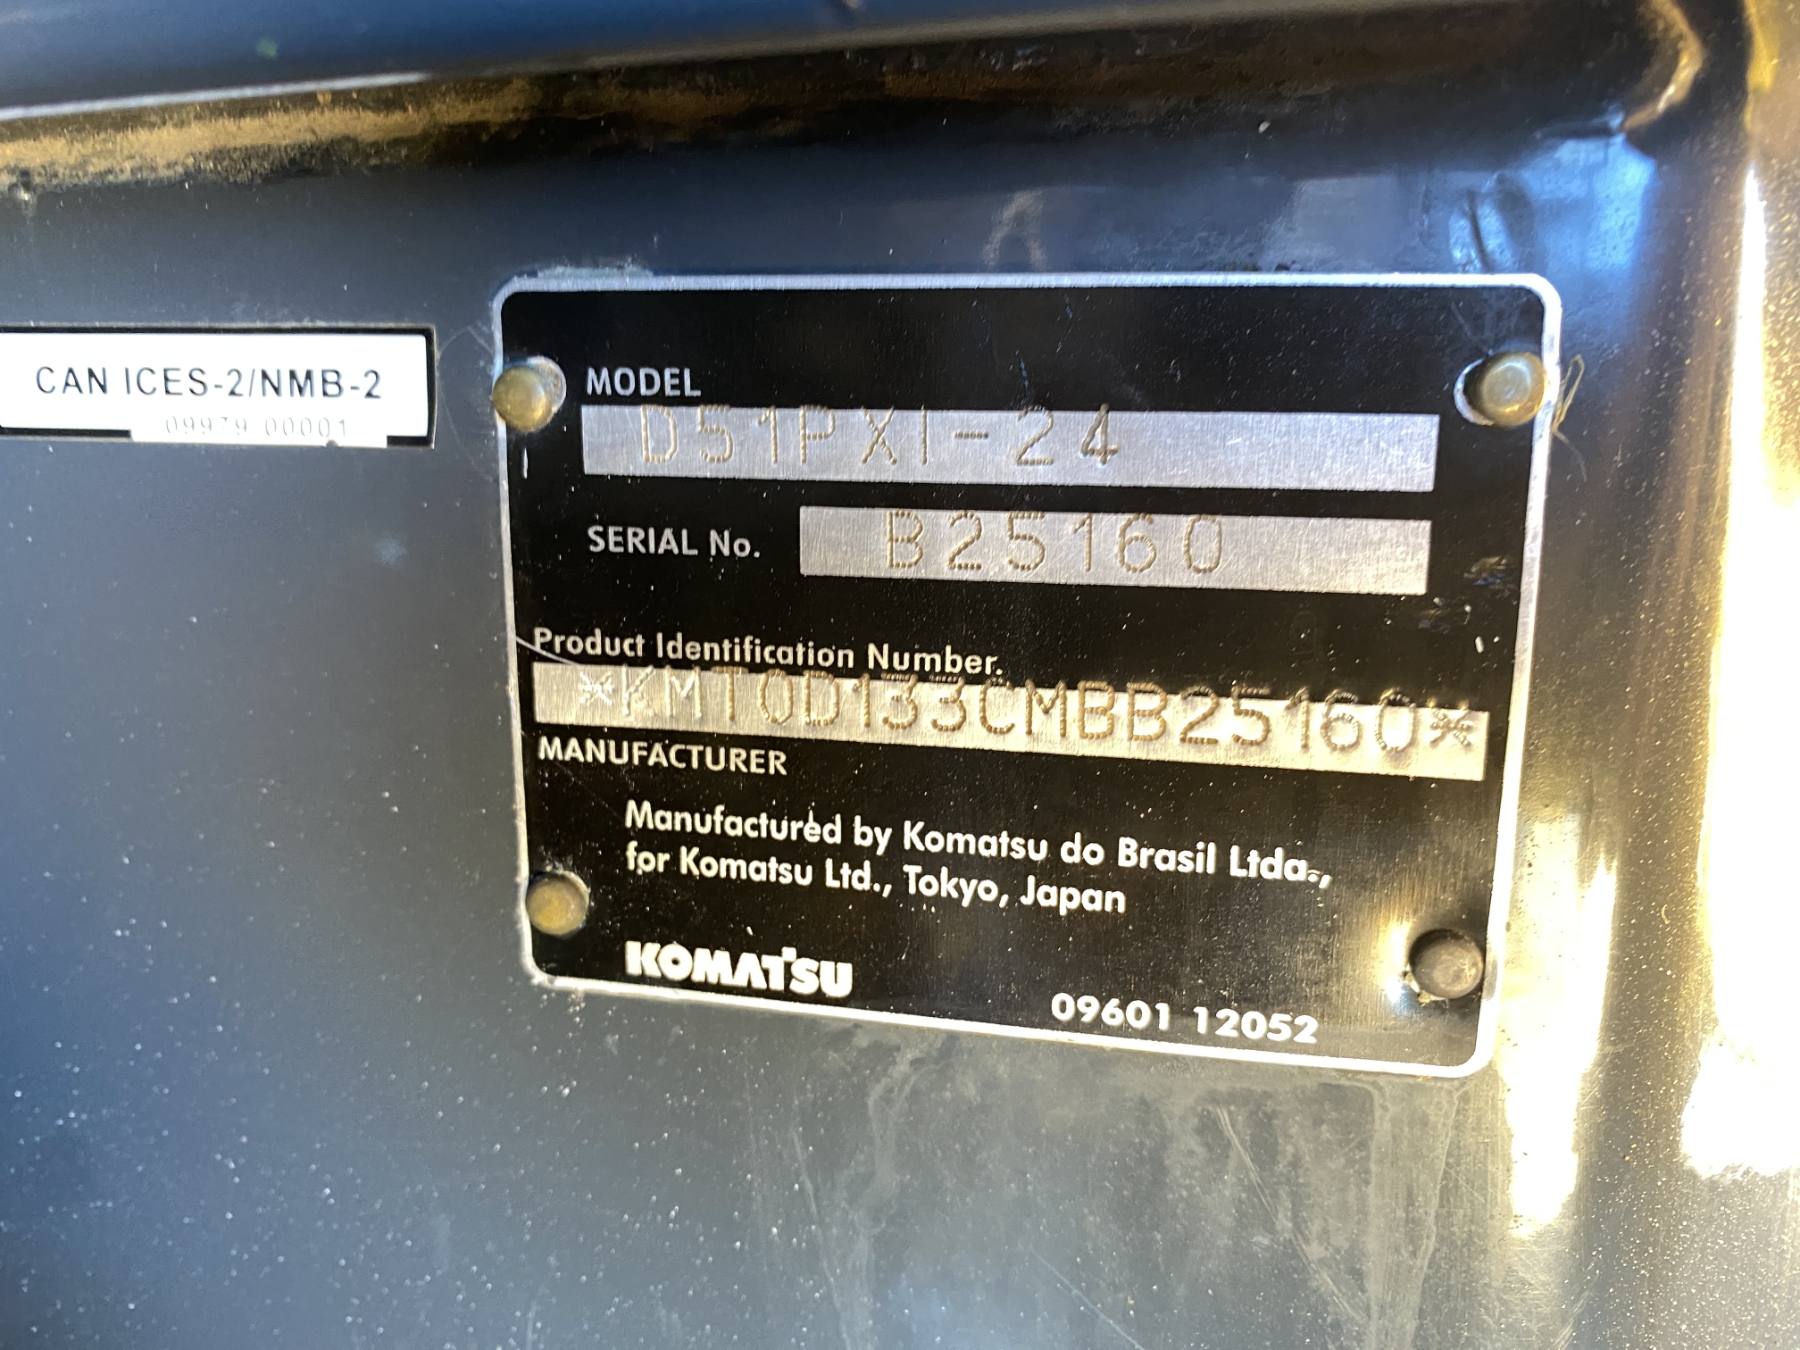 CAN ICES-2/NMB-2
09979 00001
MODEL
D51PXI-24
SERIAL No.
B25160
Product Identification Number.
*KMT0D133CMBB25160*
MANUFACTURER
Manufactured by Komatsu do Brasil Ltda.,
for Komatsu Ltd., Tokyo, Japan
KOMATSU
09601 12052